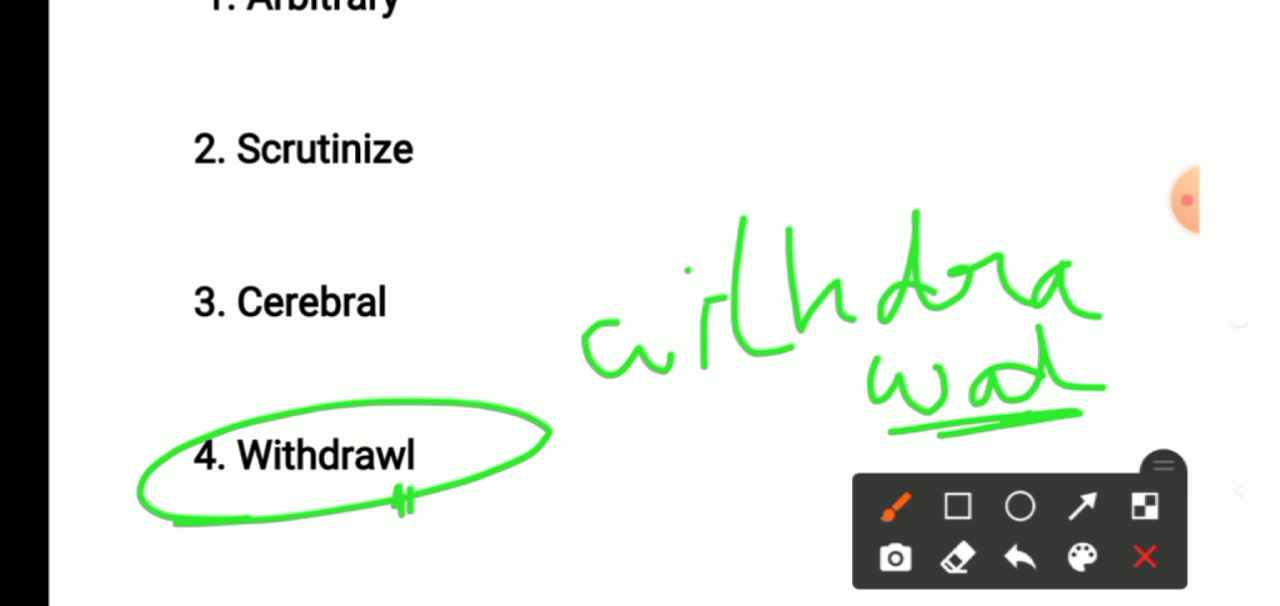 1. Arbitrary
2. Scrutinize
3. Cerebral
withdra
wal
4. Withdrawl